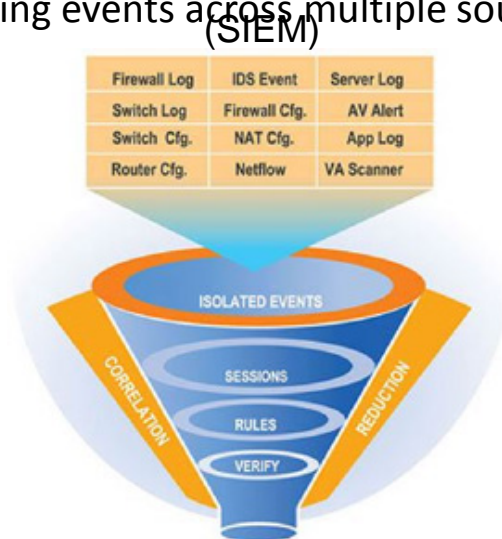 ing events across multiple sou
(SIEM)
Firewall Log IDS Event Server Log
Switch Log Firewall Cfg. AV Alert
Switch Cfg. NAT Cfg. App Log
Router Cfg. Netflow VA Scanner
ISOLATED EVENTS
CORRELATION
REDUCTION
SESSIONS
RULES
VERIFY